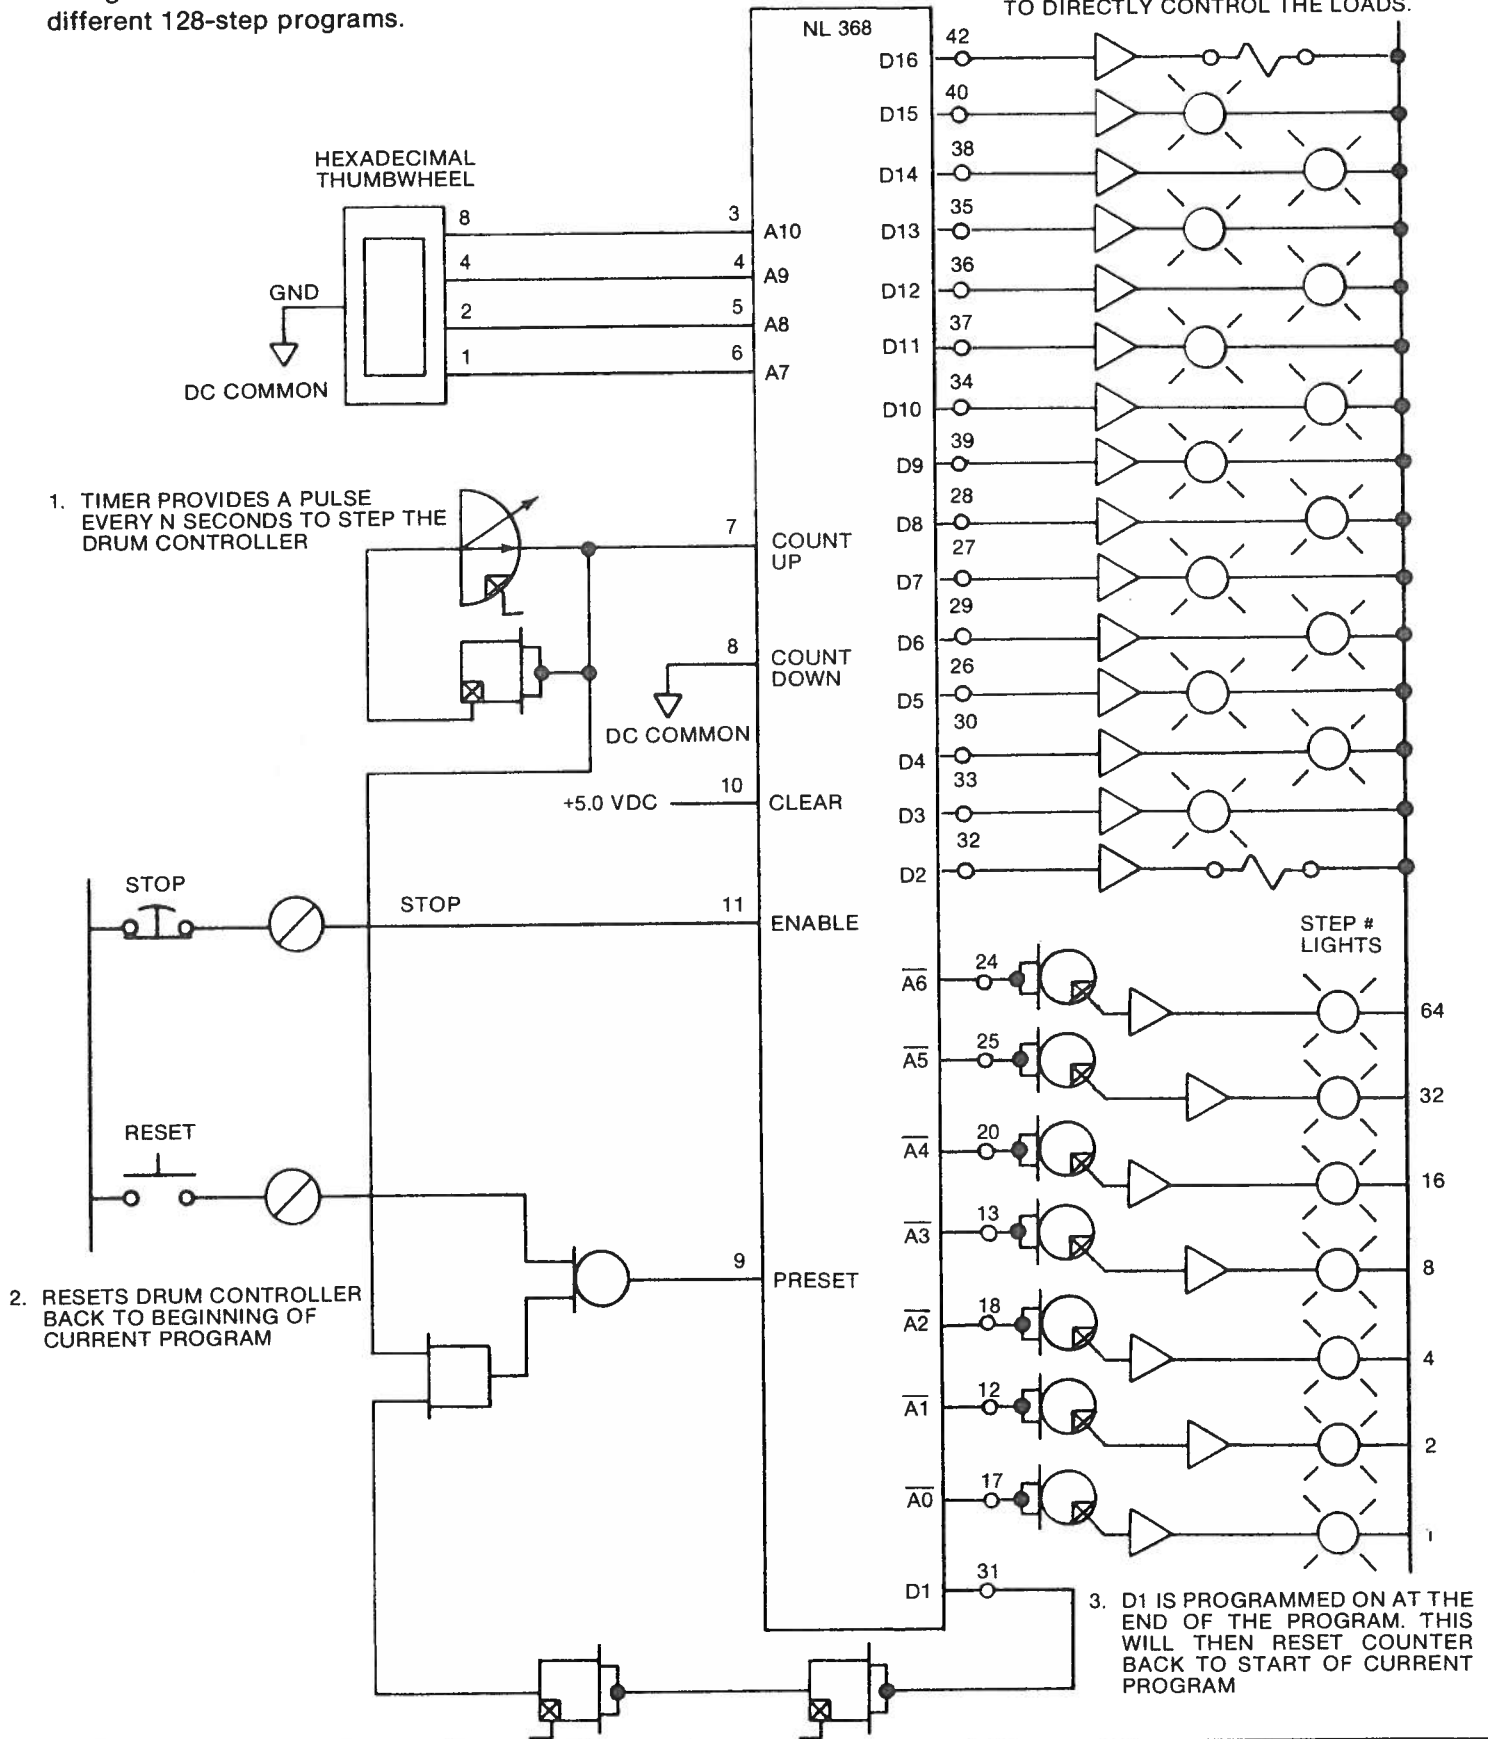 different 128-step programs.
TO DIRECTLY CONTROL THE LOADS.
NL 368
D16
42
D15
40
D14
38
D13
35
D12
36
D11
37
D10
34
D9
39
D8
28
D7
27
D6
29
D5
26
D4
30
D3
33
D2
32
HEXADECIMAL
THUMBWHEEL
8
3
A10
4
4
A9
2
5
A8
1
6
A7
GND
DC COMMON
1. TIMER PROVIDES A PULSE
EVERY N SECONDS TO STEP THE
DRUM CONTROLLER
7
COUNT
UP
8
COUNT
DOWN
DC COMMON
+5.0 VDC
10
CLEAR
STOP
STOP
11
ENABLE
RESET
2. RESETS DRUM CONTROLLER
BACK TO BEGINNING OF
CURRENT PROGRAM
9
PRESET
STEP #
LIGHTS
A6
24
64
A5
25
32
A4
20
16
A3
13
8
A2
18
4
A1
12
2
A0
17
1
D1
31
3. D1 IS PROGRAMMED ON AT THE
END OF THE PROGRAM. THIS
WILL THEN RESET COUNTER
BACK TO START OF CURRENT
PROGRAM